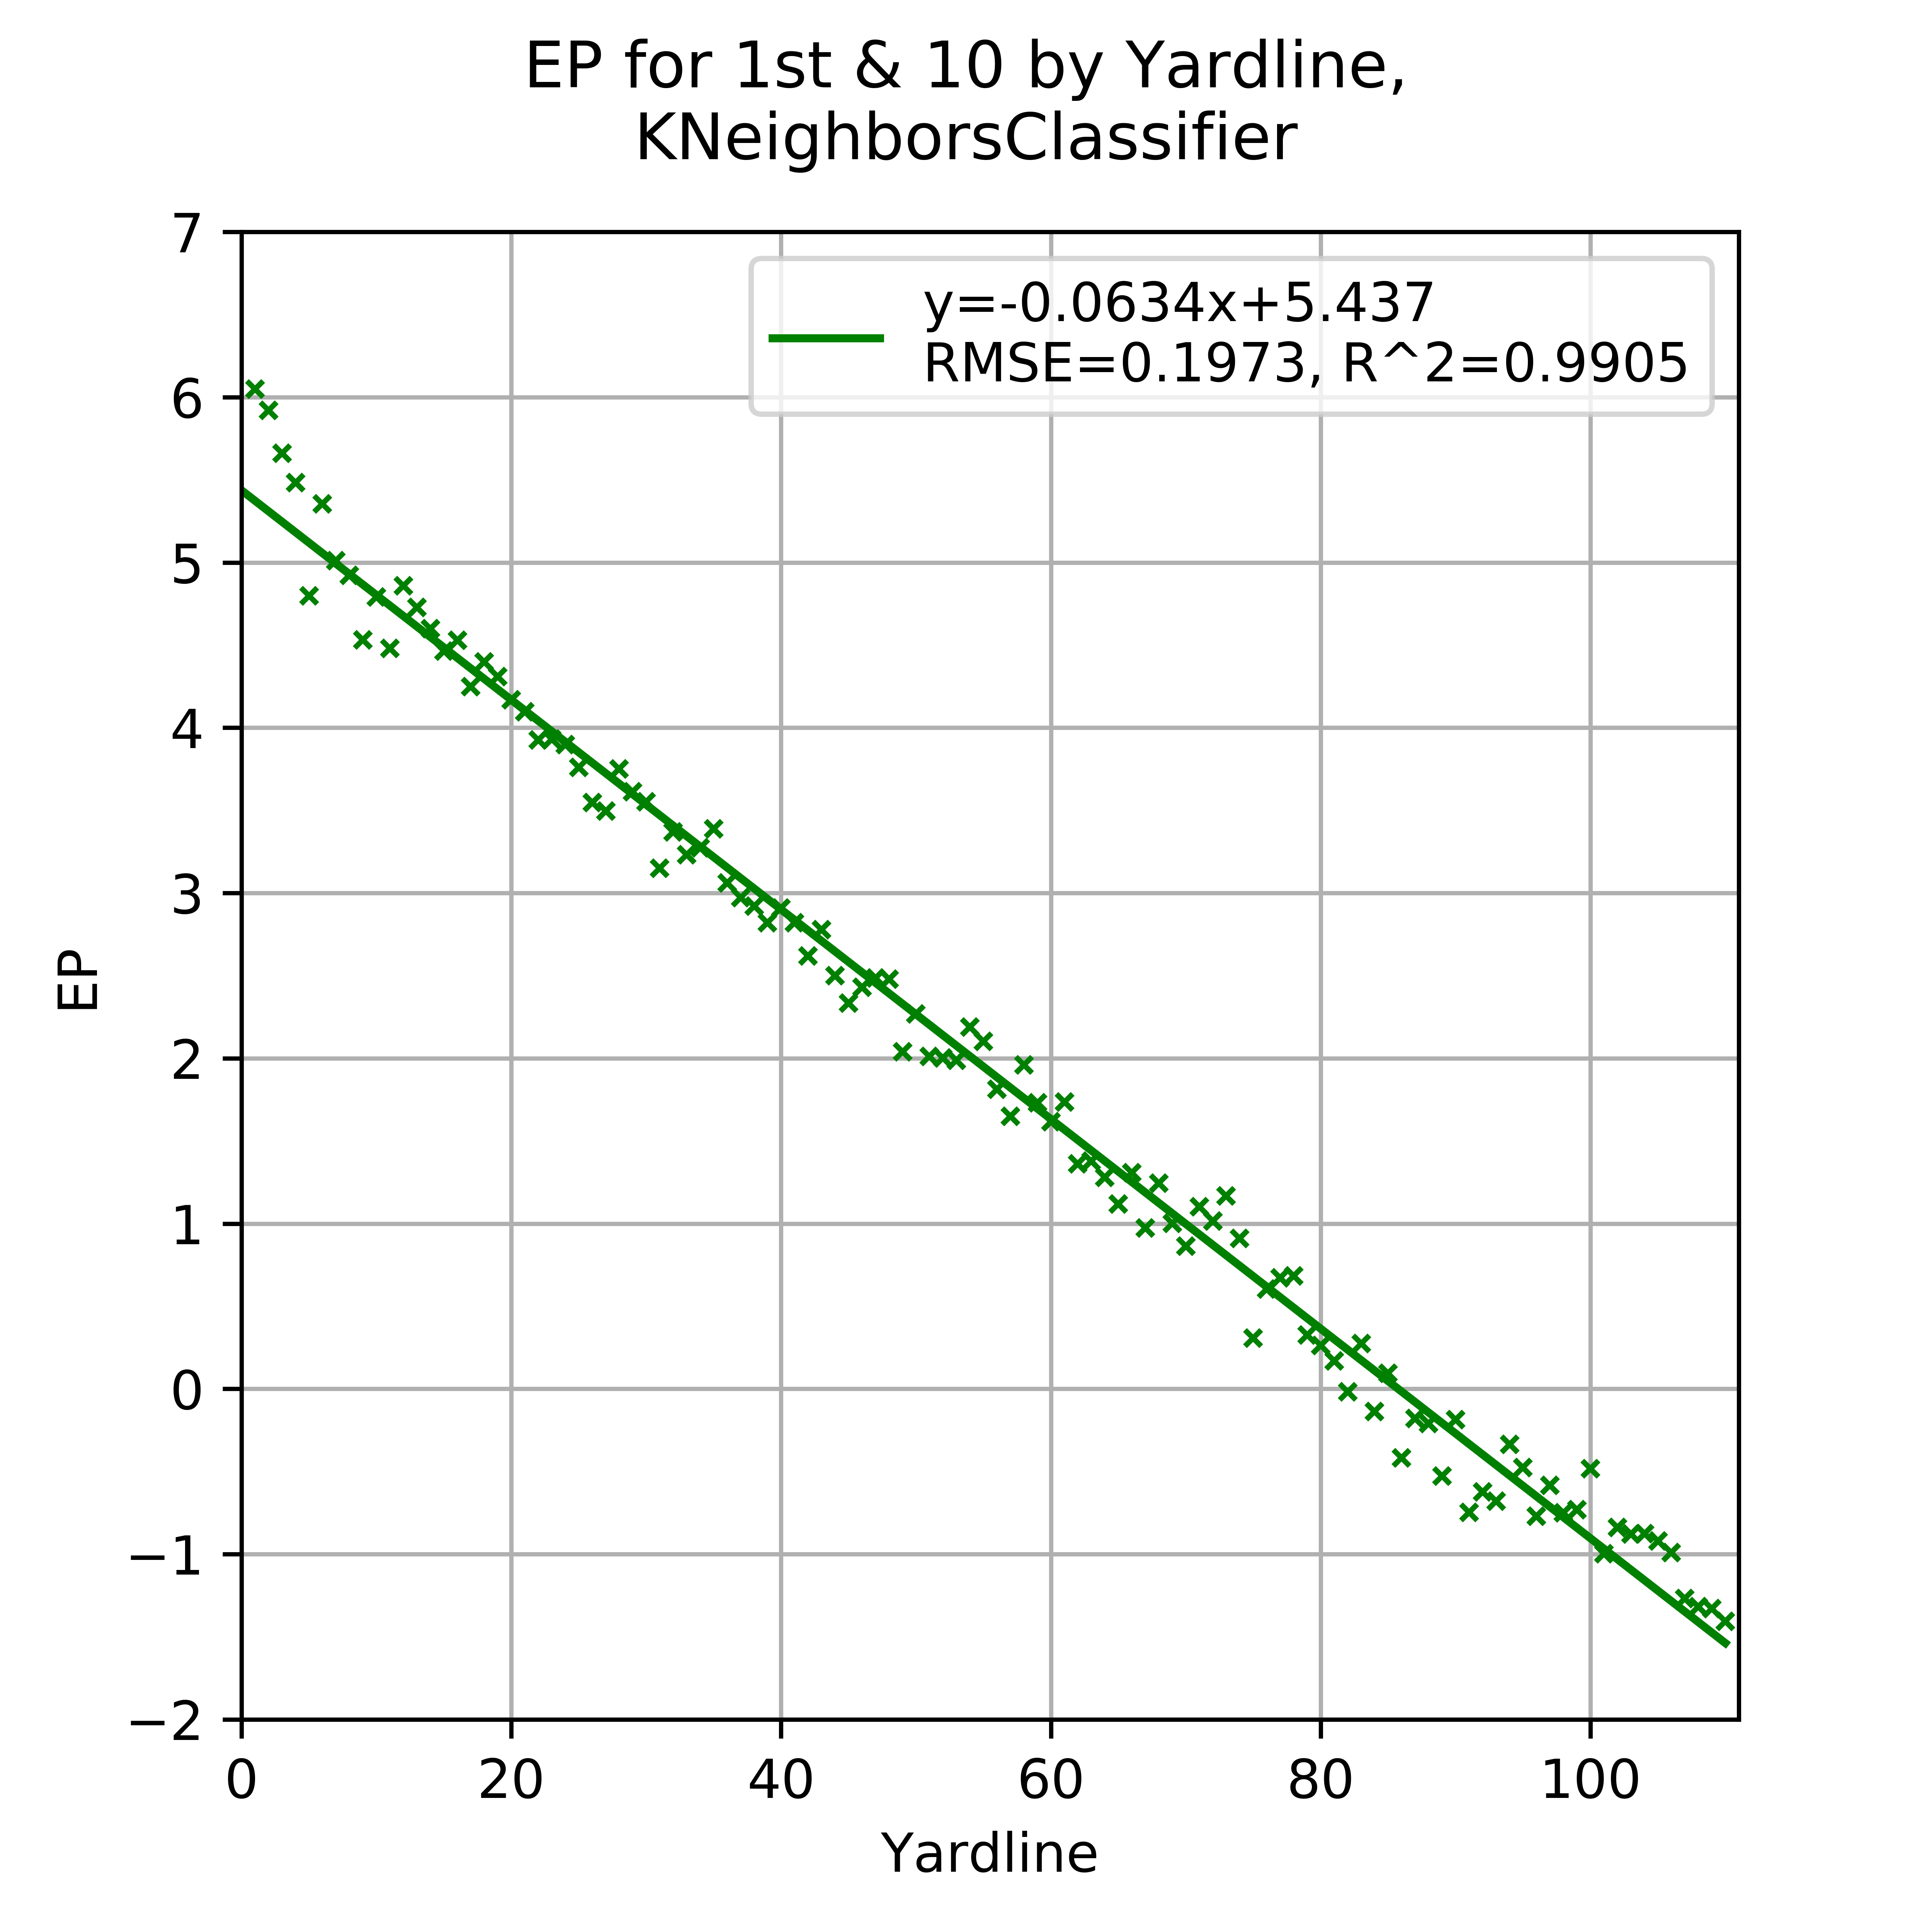 EP for 1st & 10 by Yardline,
KNeighborsClassifier
y=-0.0634x+5.437
RMSE=0.1973, R^2=0.9905
7
6
5
4
3
2
1
0
−1
−2
EP
0 20 40 60 80 100
Yardline